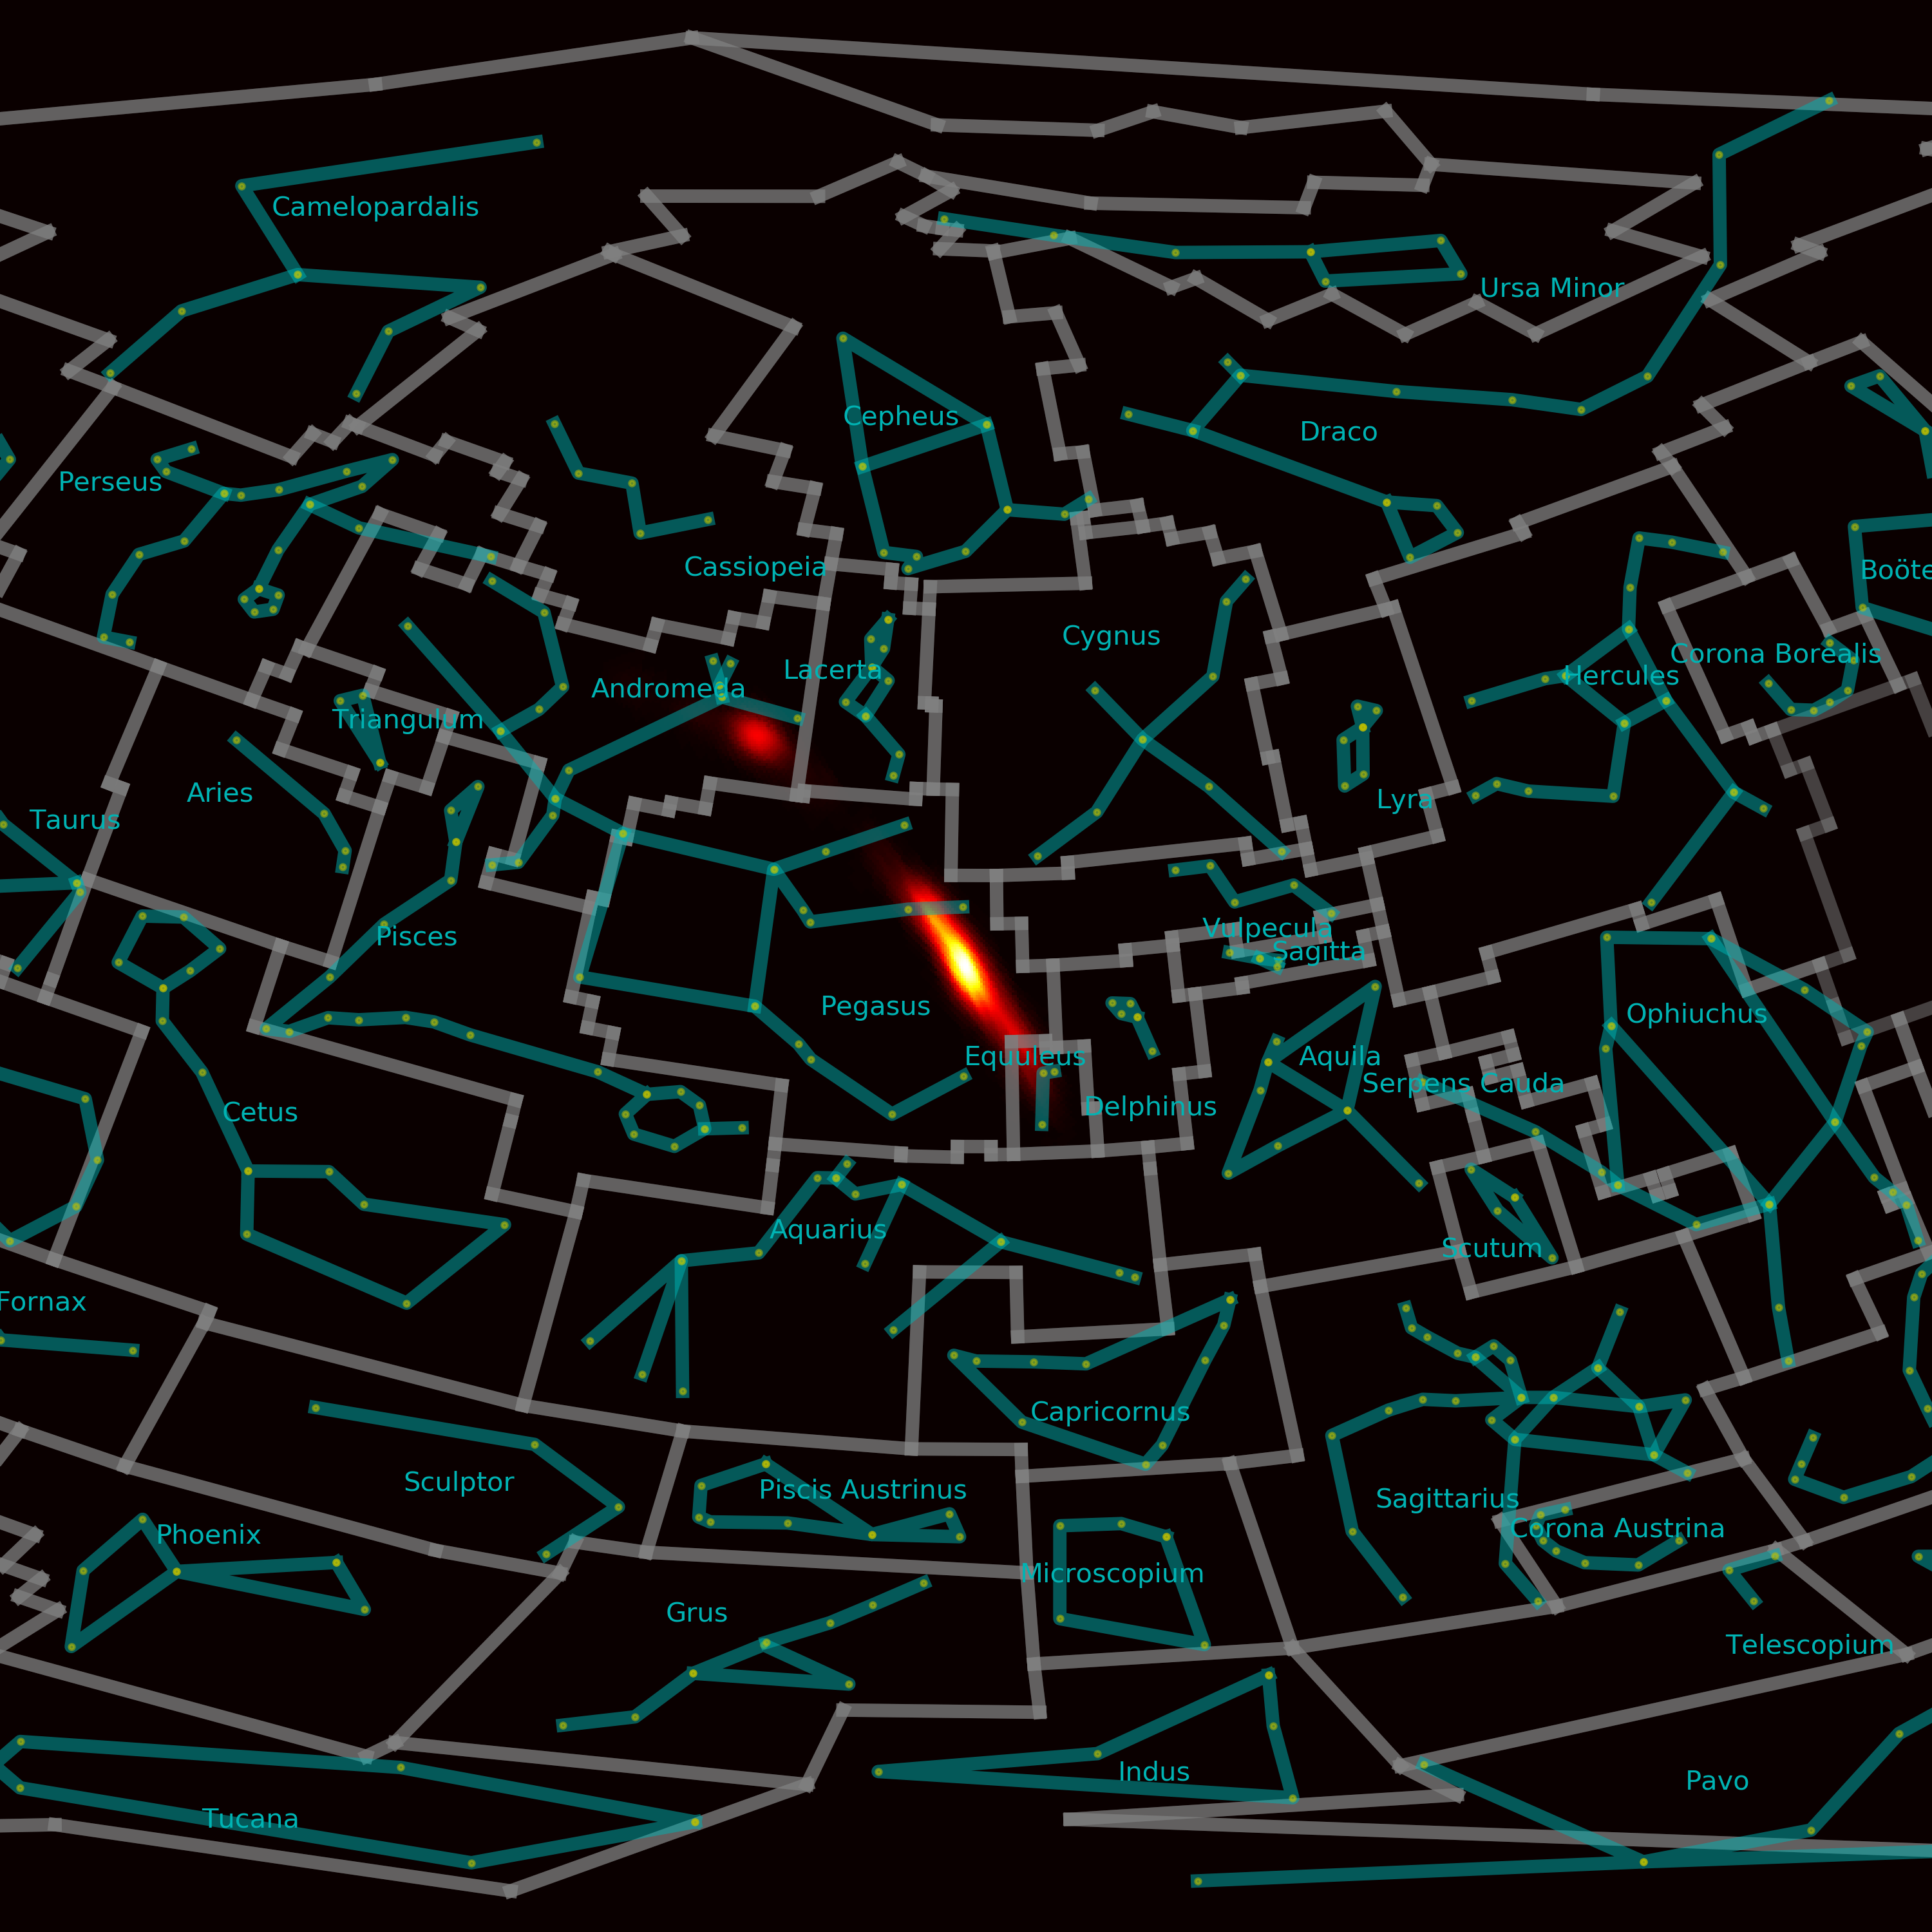 Camelopardalis
Ursa Minor
Cepheus
Draco
Perseus
Cassiopeia
Boöte
Cygnus
Corona Borealis
Lacerta
Hercules
Andromeda
Triangulum
Aries
Lyra
Taurus
Vulpecula
Pisces
Sagitta
Pegasus
Ophiuchus
Equuleus
Aquila
Serpens Cauda
Delphinus
Cetus
Aquarius
Scutum
Fornax
Capricornus
Sculptor
Piscis Austrinus
Sagittarius
Corona Austrina
Phoenix
Microscopium
Grus
Telescopium
Indus
Pavo
Tucana